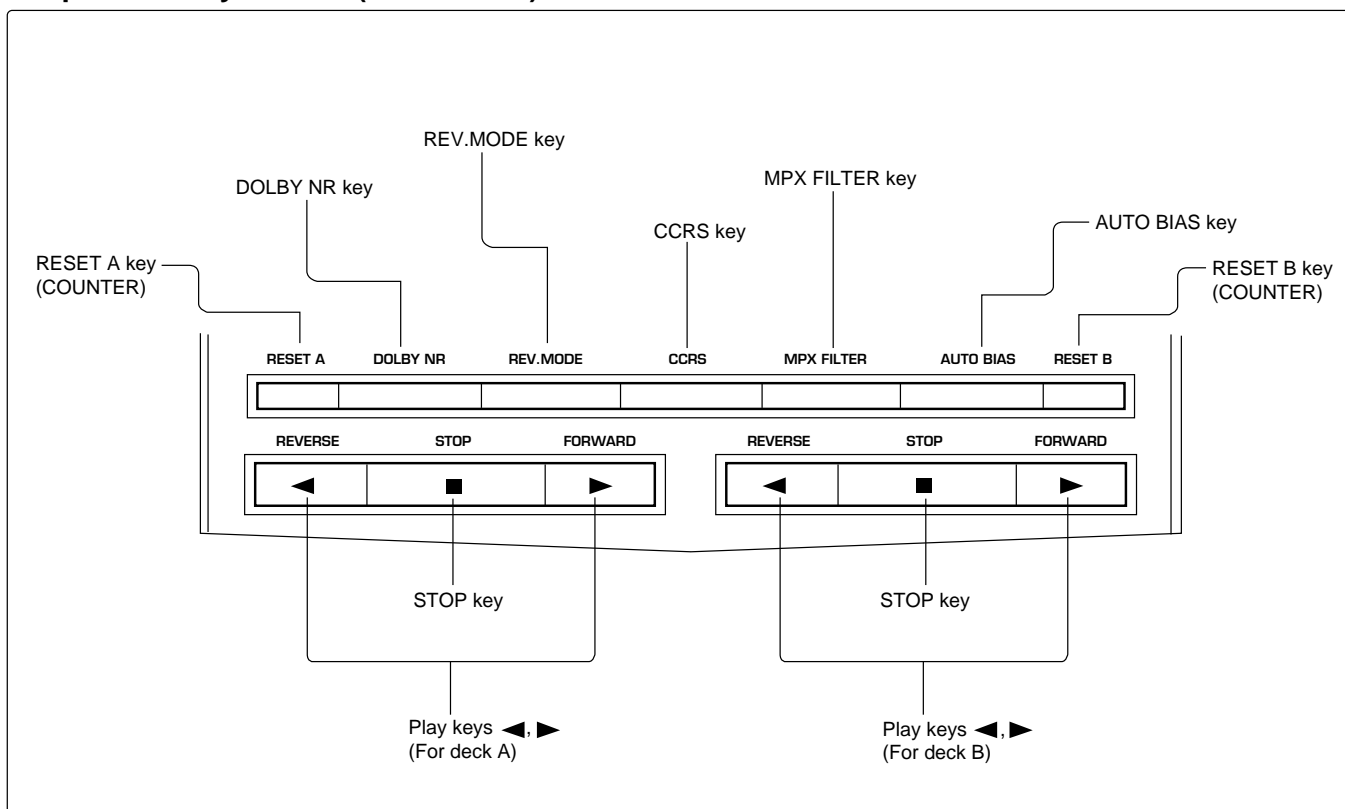 REV.MODE key
DOLBY NR key
MPX FILTER key
CCRS key
AUTO BIAS key
RESET A key
(COUNTER)
RESET B key
(COUNTER)
RESET A DOLBY NR REV.MODE CCRS MPX FILTER AUTO BIAS RESET B
REVERSE STOP FORWARD REVERSE STOP FORWARD
STOP key STOP key
Play keys ◄, ►
(For deck A)
Play keys ◄, ►
(For deck B)